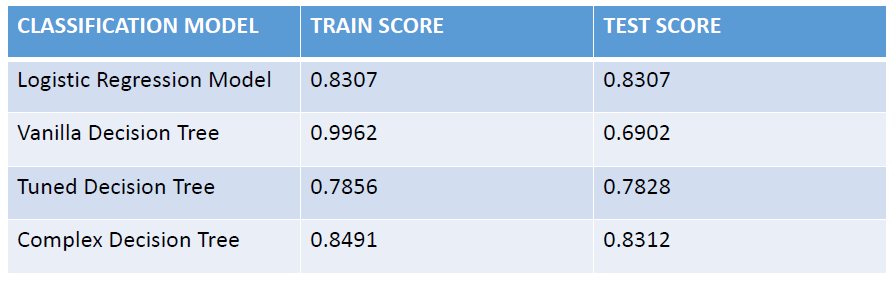 CLASSIFICATION MODEL TRAIN SCORE TEST SCORE
Logistic Regression Model 0.8307 0.8307
Vanilla Decision Tree 0.9962 0.6902
Tuned Decision Tree 0.7856 0.7828
Complex Decision Tree 0.8491 0.8312